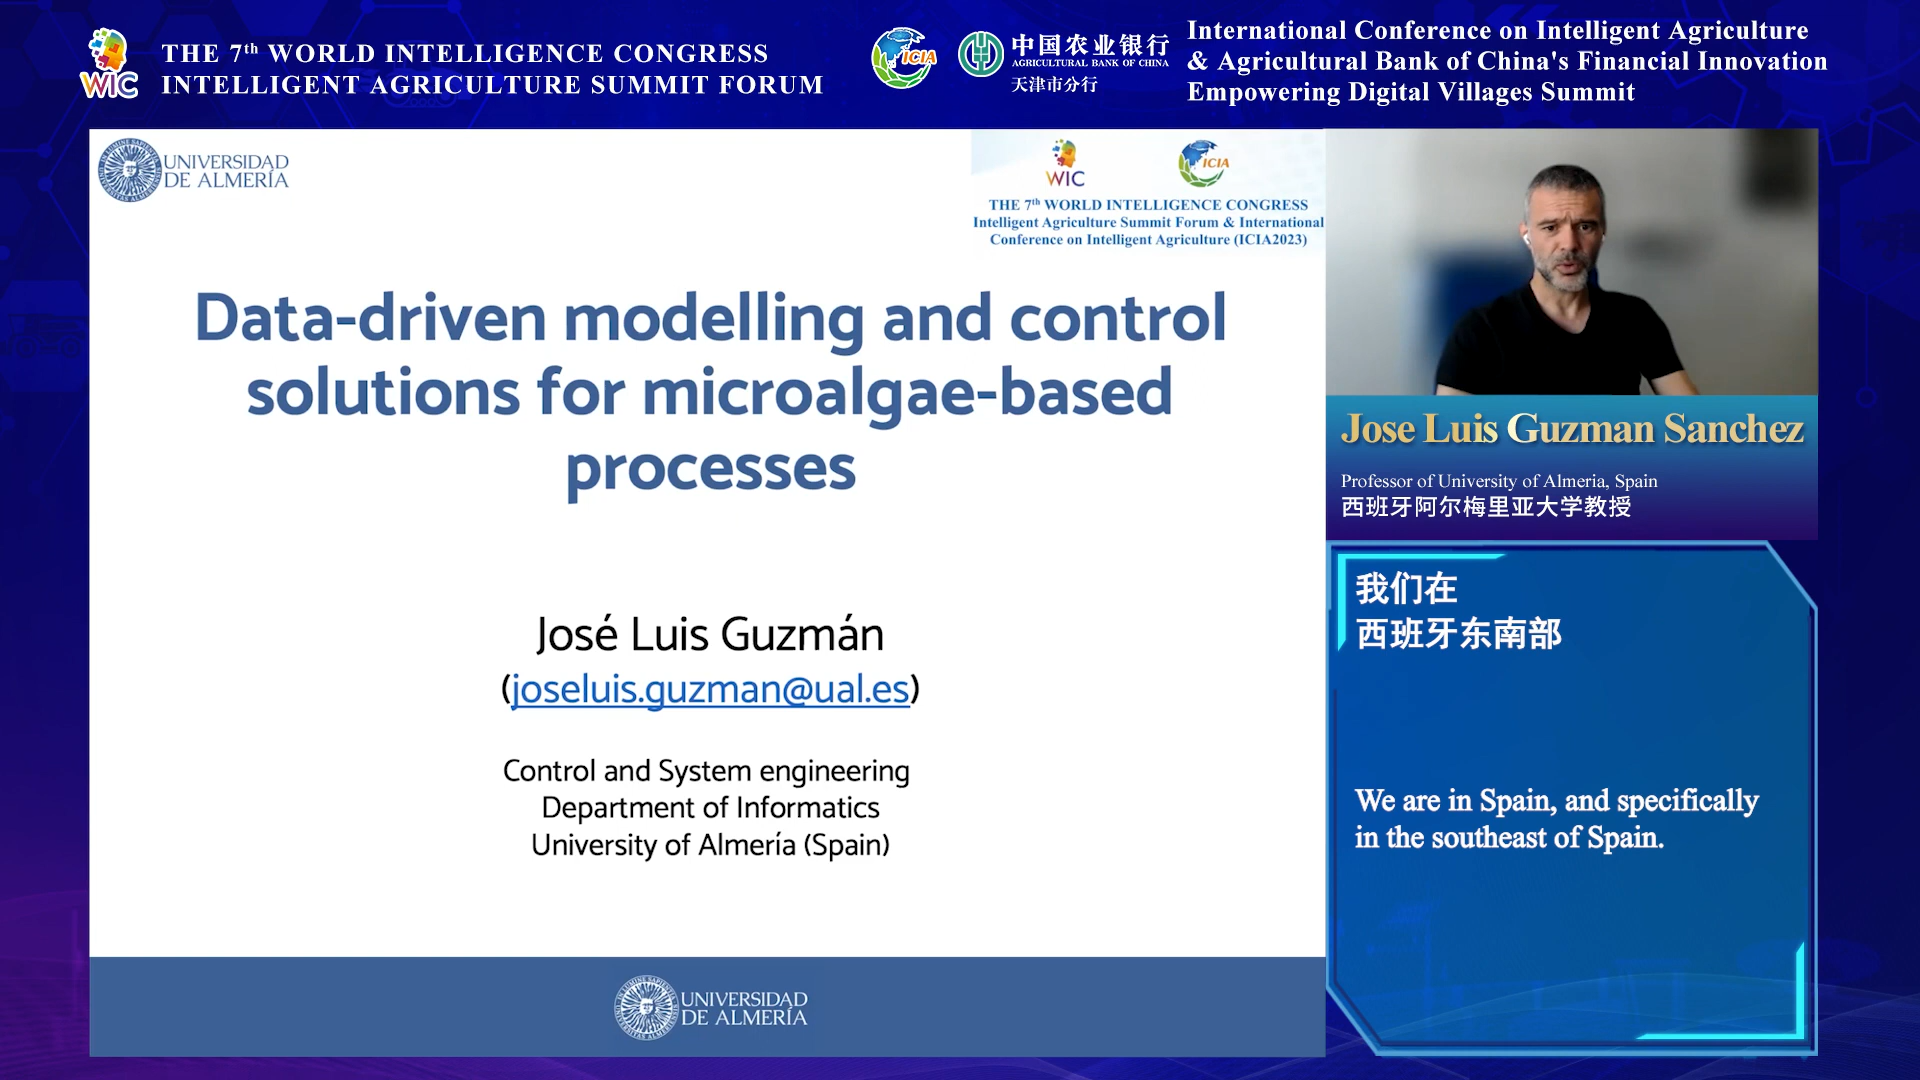 WIC
THE 7th WORLD INTELLIGENCE CONGRESS
INTELLIGENT AGRICULTURE SUMMIT FORUM
ICIA
中国农业银行
AGRICULTURAL BANK OF CHINA
天津市分行
International Conference on Intelligent Agriculture
& Agricultural Bank of China's Financial Innovation
Empowering Digital Villages Summit
UNIVERSIDAD
DE ALMERÍA
WIC
ICIA
THE 7th WORLD INTELLIGENCE CONGRESS
Intelligent Agriculture Summit Forum & International
Conference on Intelligent Agriculture (ICIA2023)
Data-driven modelling and control
solutions for microalgae-based
processes
José Luis Guzmán
(joseluis.guzman@ual.es)
Control and System engineering
Department of Informatics
University of Almería (Spain)
UNIVERSIDAD
DE ALMERÍA
Jose Luis Guzman Sanchez
Professor of University of Almeria, Spain
西班牙阿尔梅里亚大学教授
我们在
西班牙东南部
We are in Spain, and specifically
in the southeast of Spain.